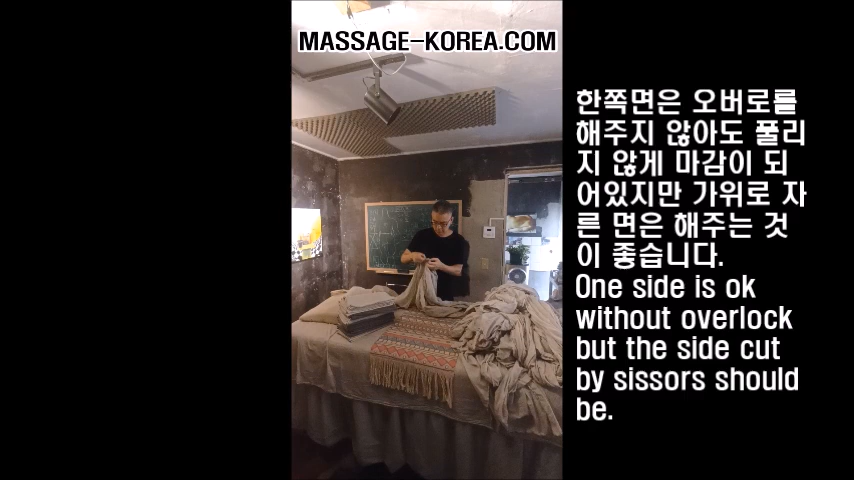 MASSAGE-KOREA.COM
한쪽면은 오버로를
해주지 않아도 풀리
지 않게 마감이 되
어있지만 가위로 자
른 면은 해주는 것
이 좋습니다.
One side is ok
without overlock
but the side cut
by sissors should
be.